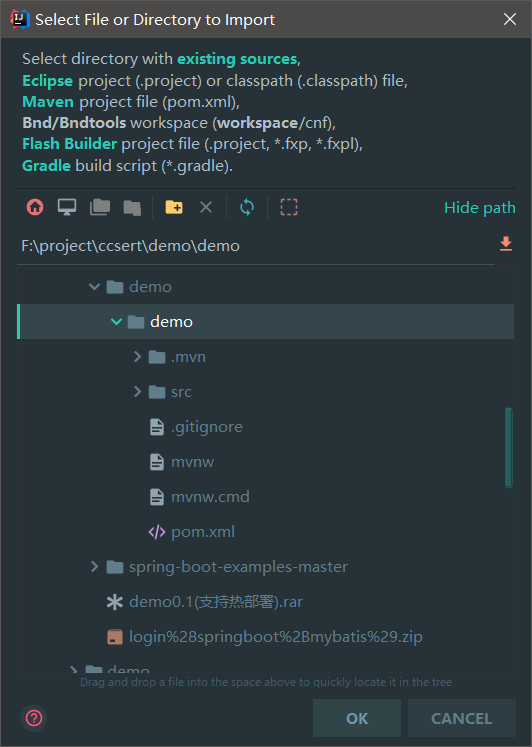 Select File or Directory to Import
Select directory with existing sources,
Eclipse project (.project) or classpath (.classpath) file,
Maven project file (pom.xml),
Bnd/Bndtools workspace (workspace/cnf),
Flash Builder project file (.project, *.fxp, *.fxpl),
Gradle build script (*.gradle).
Hide path
F:\project\ccsert\demo\demo
demo
demo
.mvn
src
.gitignore
mvnw
mvnw.cmd
pom.xml
spring-boot-examples-master
demo0.1(支持热部署).rar
login%28springboot%2Bmybatis%29.zip
demo
Drag and drop a file into the space above to quickly locate it in the tree
OK
CANCEL